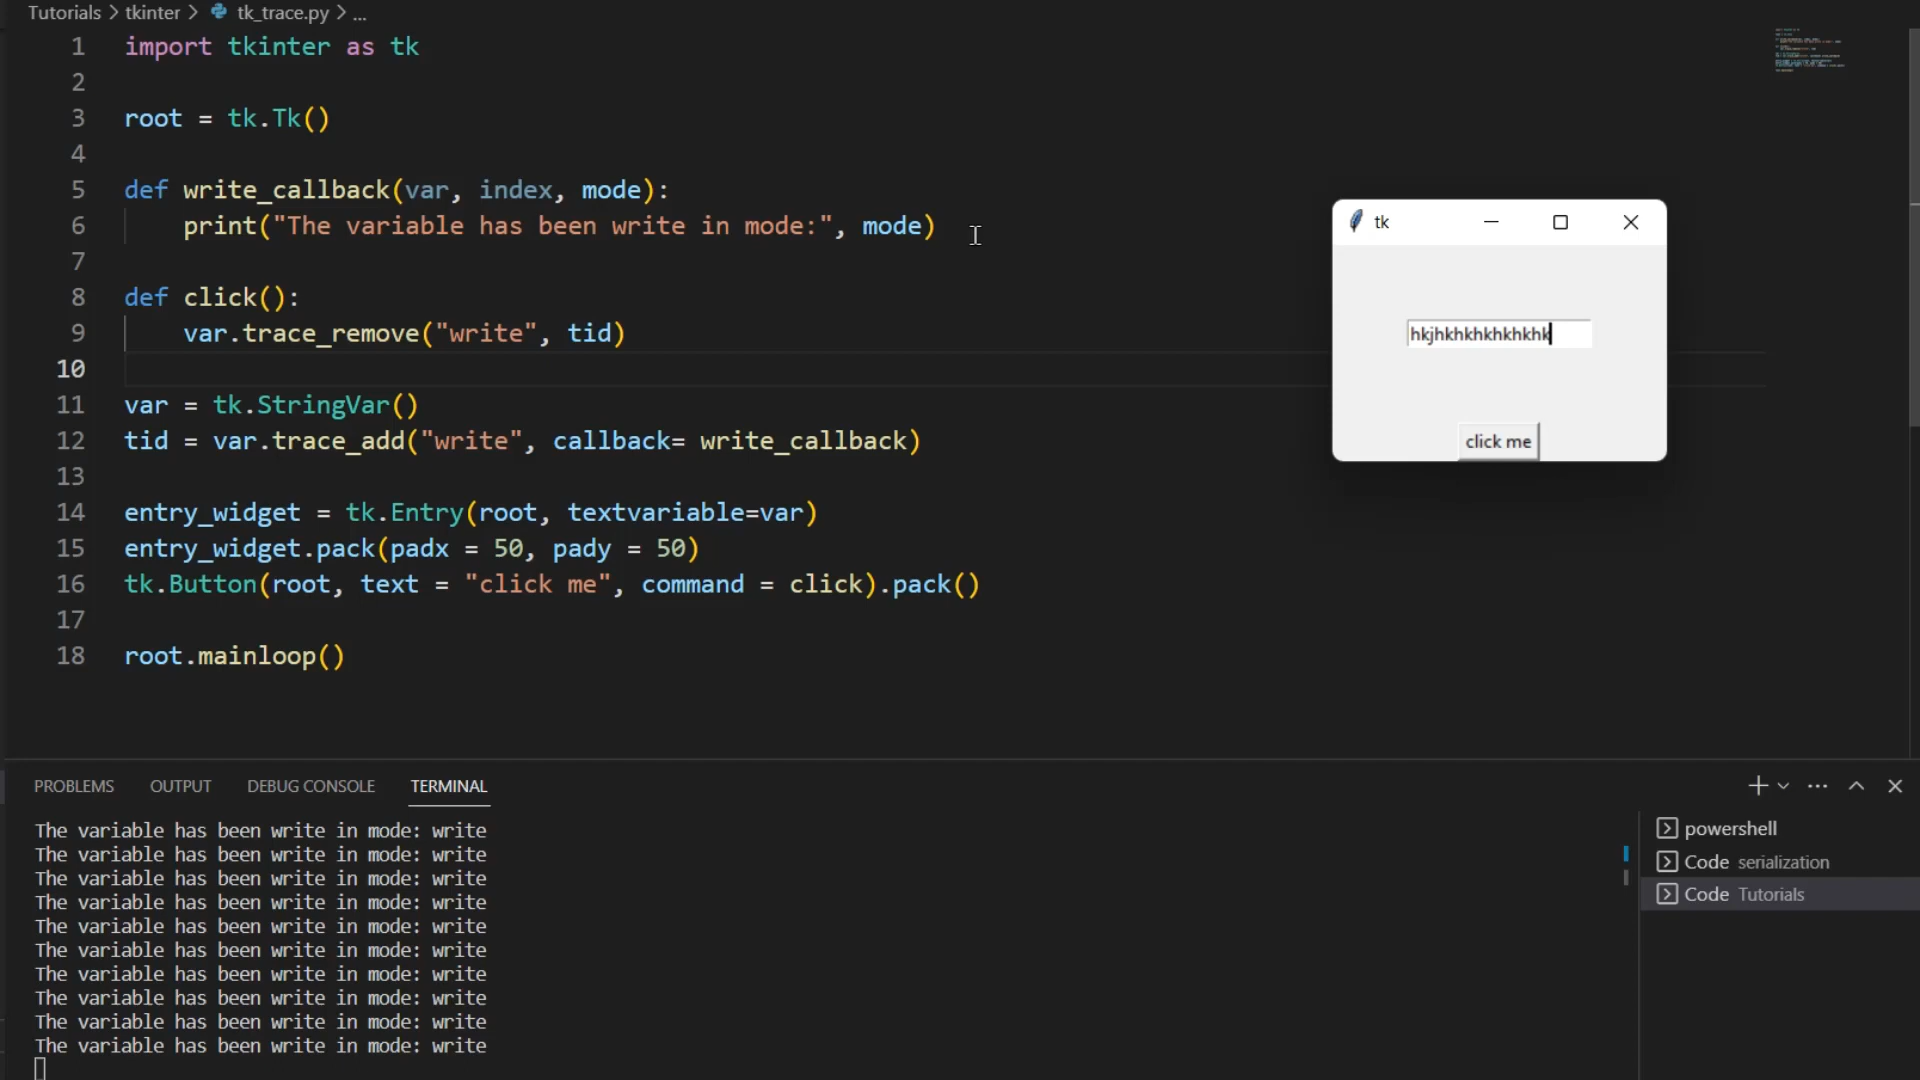 Tutorials > tkinter > tk_trace.py > ...
1 import tkinter as tk
2
3 root = tk.Tk()
4
5 def write_callback(var, index, mode):
6     print("The variable has been write in mode:", mode)
7
8 def click():
9     var.trace_remove("write", tid)
10
11 var = tk.StringVar()
12 tid = var.trace_add("write", callback= write_callback)
13
14 entry_widget = tk.Entry(root, textvariable=var)
15 entry_widget.pack(padx = 50, pady = 50)
16 tk.Button(root, text = "click me", command = click).pack()
17
18 root.mainloop()
tk
hkjhkhkhkhkhkhk
click me
PROBLEMS OUTPUT DEBUG CONSOLE TERMINAL
The variable has been write in mode: write
The variable has been write in mode: write
The variable has been write in mode: write
The variable has been write in mode: write
The variable has been write in mode: write
The variable has been write in mode: write
The variable has been write in mode: write
The variable has been write in mode: write
The variable has been write in mode: write
The variable has been write in mode: write
powershell
Code serialization
Code Tutorials